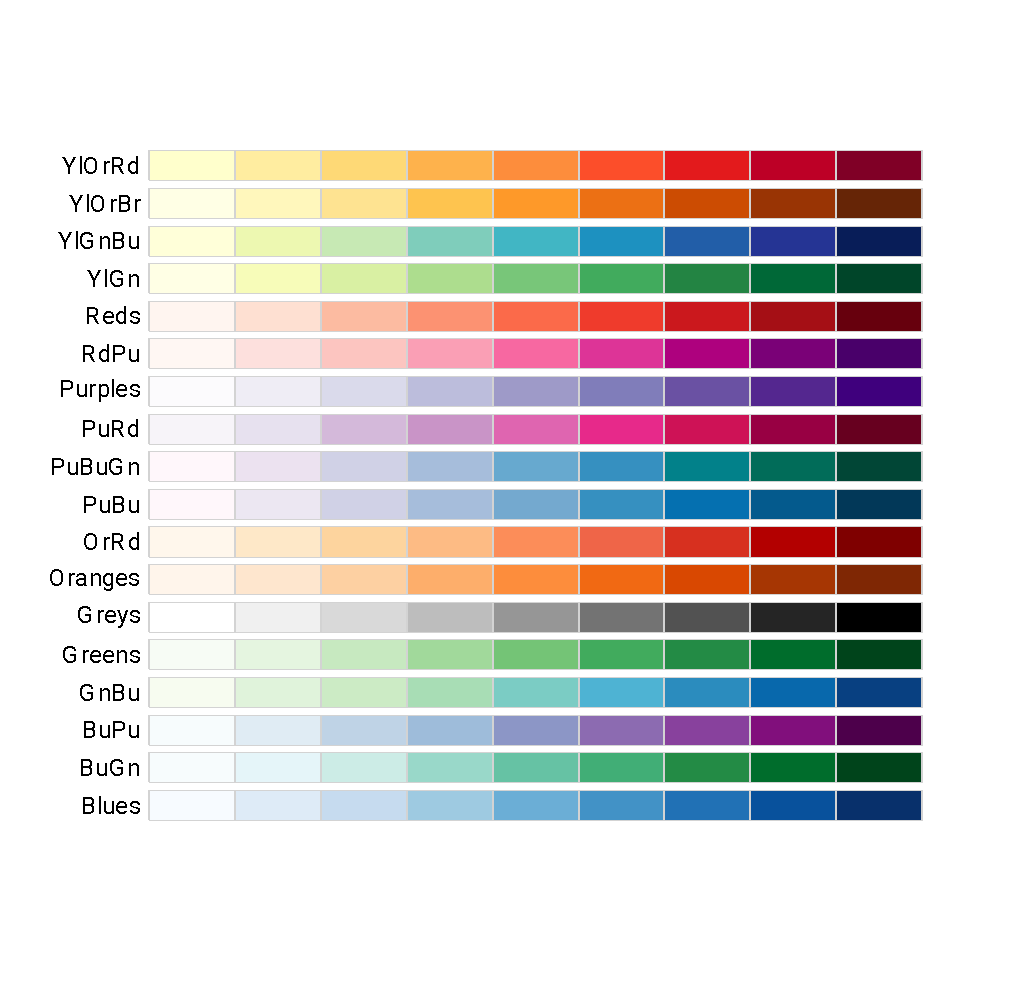 YlOrRd
YlOrBr
YlGnBu
YlGn
Reds
RdPu
Purples
PuRd
PuBuGn
PuBu
OrRd
Oranges
Greys
Greens
GnBu
BuPu
BuGn
Blues